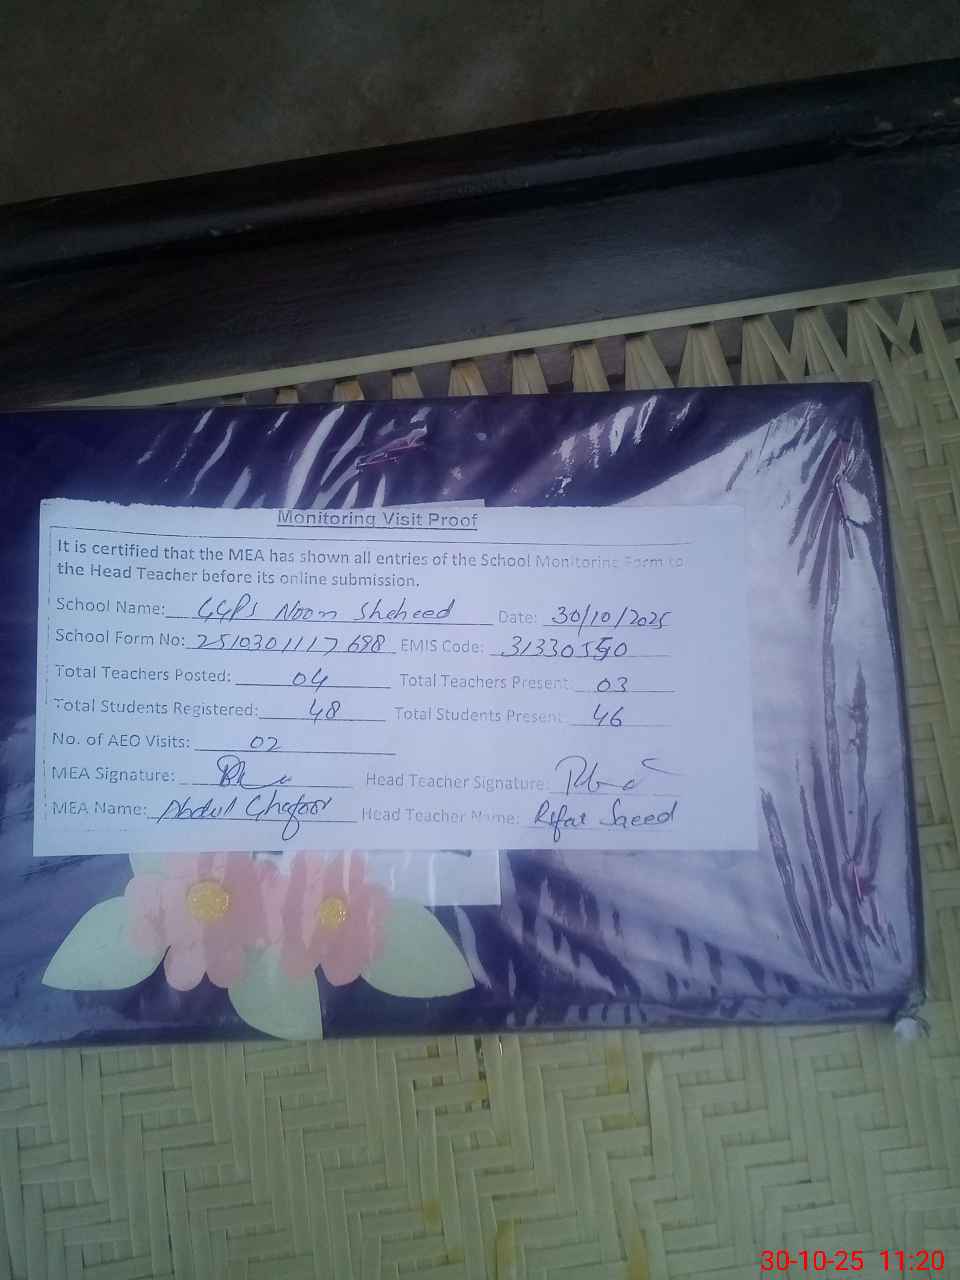 Monitoring Visit Proof
It is certified that the MEA has shown all entries of the School Monitoring Form to
the Head Teacher before its online submission.
School Name: GGPS Noon Shaheed Date: 30/10/2025
School Form No: 2510301117698 EMIS Code:
Total Teachers Posted: 04 Total Teachers Present: 03
Total Students Registered: 48 Total Students Present: 46
No. of AEO Visits: 02
MEA Signature: Head Teacher Signature:
MEA Name: Abdul Ghafoor Head Teacher Name: Rifat Saeed
30-10-25 11:20